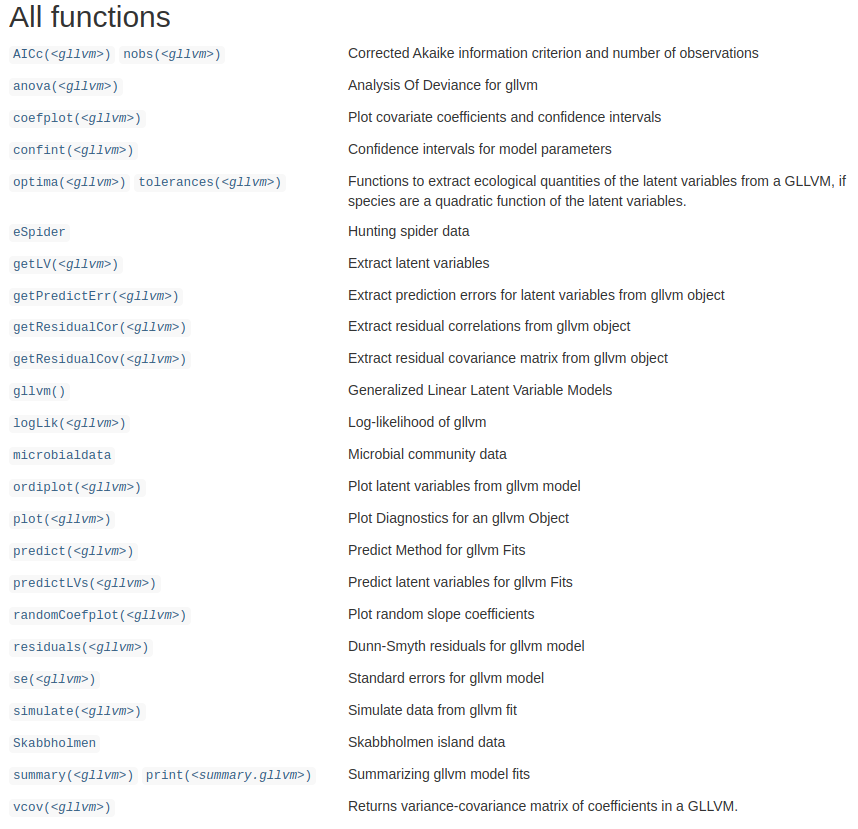 All functions
AICc(<gllvm>) nobs(<gllvm>) Corrected Akaike information criterion and number of observations
anova(<gllvm>) Analysis Of Deviance for gllvm
coefplot(<gllvm>) Plot covariate coefficients and confidence intervals
confint(<gllvm>) Confidence intervals for model parameters
optima(<gllvm>) tolerances(<gllvm>) Functions to extract ecological quantities of the latent variables from a GLLVM, if
species are a quadratic function of the latent variables.
eSpider Hunting spider data
getLV(<gllvm>) Extract latent variables
getPredictErr(<gllvm>) Extract prediction errors for latent variables from gllvm object
getResidualCor(<gllvm>) Extract residual correlations from gllvm object
getResidualCov(<gllvm>) Extract residual covariance matrix from gllvm object
gllvm() Generalized Linear Latent Variable Models
logLik(<gllvm>) Log-likelihood of gllvm
microbialdata Microbial community data
ordiplot(<gllvm>) Plot latent variables from gllvm model
plot(<gllvm>) Plot Diagnostics for an gllvm Object
predict(<gllvm>) Predict Method for gllvm Fits
predictLVs(<gllvm>) Predict latent variables for gllvm Fits
randomCoefplot(<gllvm>) Plot random slope coefficients
residuals(<gllvm>) Dunn-Smyth residuals for gllvm model
se(<gllvm>) Standard errors for gllvm model
simulate(<gllvm>) Simulate data from gllvm fit
Skabbholmen Skabbholmen island data
summary(<gllvm>) print(<summary.gllvm>) Summarizing gllvm model fits
vcov(<gllvm>) Returns variance-covariance matrix of coefficients in a GLLVM.